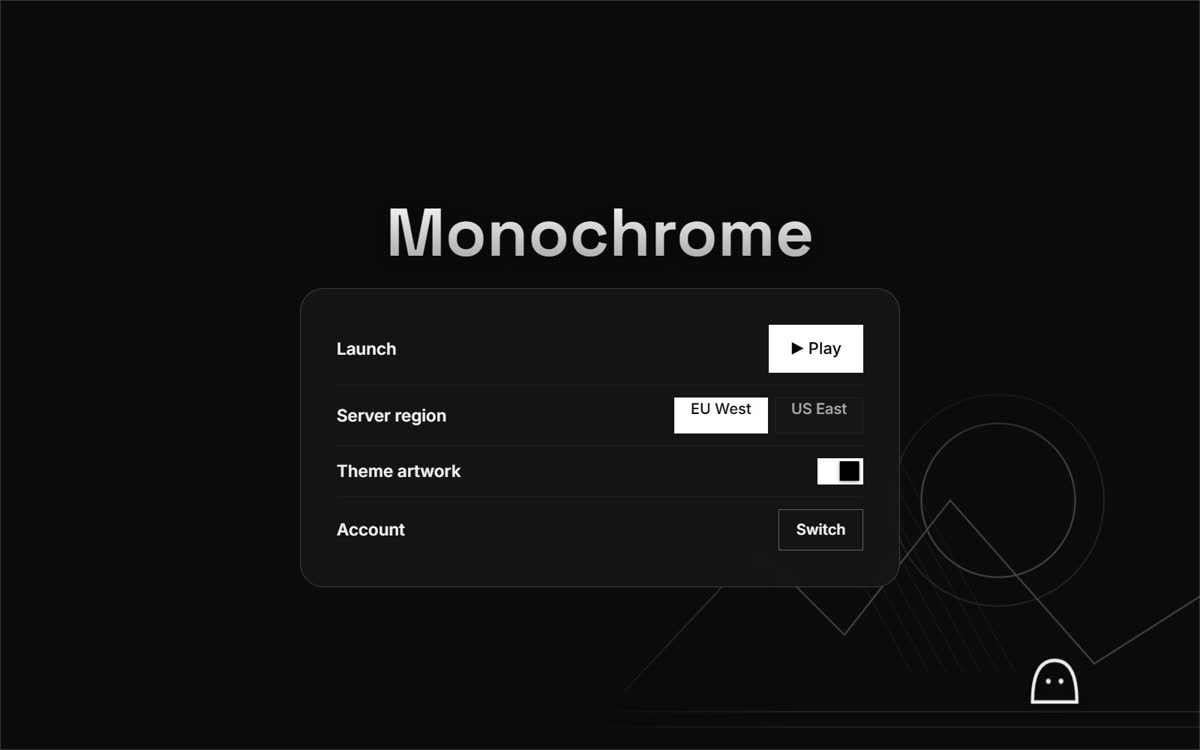 Monochrome
Launch
▶ Play
Server region
EU West
US East
Theme artwork
Account
Switch